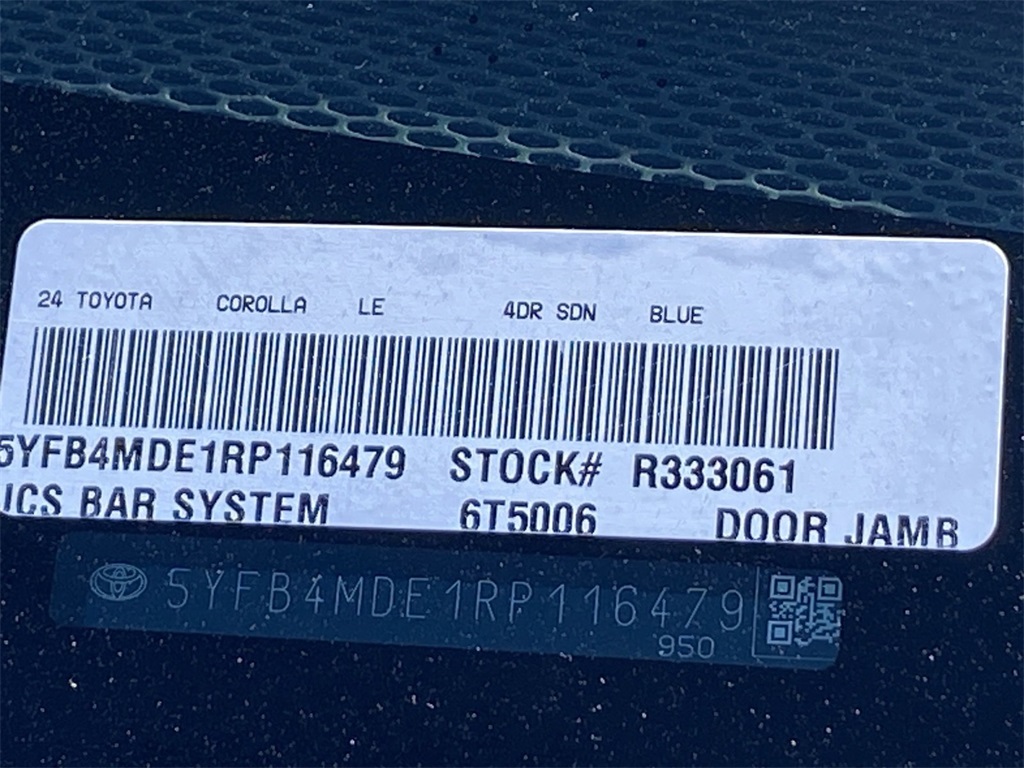 24 TOYOTA COROLLA LE 4DR SDN BLUE
5YFB4MDE1RP116479 STOCK# R333061
ICS BAR SYSTEM 6T5006 DOOR JAMB
5YFB4MDE1RP116479
950